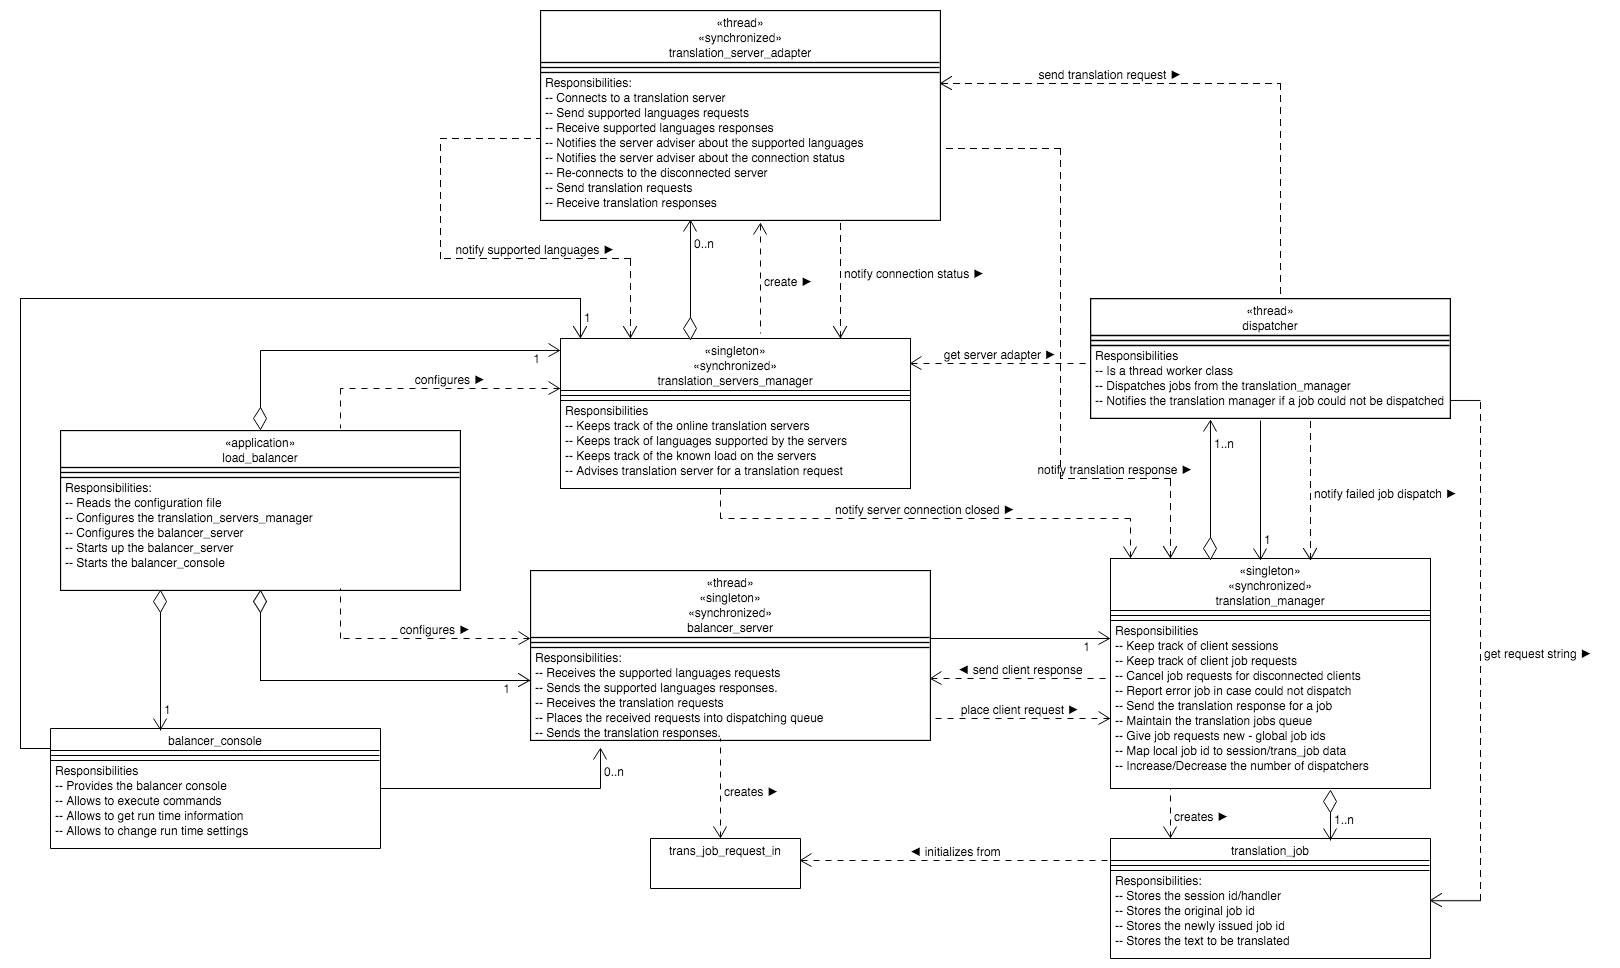 «thread»
«synchronized»
translation_server_adapter
Responsibilities:
-- Connects to a translation server
-- Send supported languages requests
-- Receive supported languages responses
-- Notifies the server adviser about the supported languages
-- Notifies the server adviser about the connection status
-- Re-connects to the disconnected server
-- Send translation requests
-- Receive translation responses
send translation request ►
notify supported languages ►
0..n
create ►
notify connection status ►
«thread»
dispatcher
Responsibilities
-- Is a thread worker class
-- Dispatches jobs from the translation_manager
-- Notifies the translation manager if a job could not be dispatched
1
1
configures ►
get server adapter ►
«singleton»
«synchronized»
translation_servers_manager
Responsibilities
-- Keeps track of the online translation servers
-- Keeps track of languages supported by the servers
-- Keeps track of the known load on the servers
-- Advises translation server for a translation request
«application»
load_balancer
Responsibilities:
-- Reads the configuration file
-- Configures the translation_servers_manager
-- Configures the balancer_server
-- Starts up the balancer_server
-- Starts the balancer_console
1..n
notify translation response ►
notify failed job dispatch ►
notify server connection closed ►
1
«thread»
«singleton»
«synchronized»
balancer_server
Responsibilities:
-- Receives the supported languages requests
-- Sends the supported languages responses.
-- Receives the translation requests
-- Places the received requests into dispatching queue
-- Sends the translation responses.
configures ►
1
1
«singleton»
«synchronized»
translation_manager
Responsibilities
-- Keep track of client sessions
-- Keep track of client job requests
-- Cancel job requests for disconnected clients
-- Report error job in case could not dispatch
-- Send the translation response for a job
-- Maintain the translation jobs queue
-- Give job requests new - global job ids
-- Map local job id to session/trans_job data
-- Increase/Decrease the number of dispatchers
1
◄ send client response
place client request ►
get request string ►
balancer_console
Responsibilities
-- Provides the balancer console
-- Allows to execute commands
-- Allows to get run time information
-- Allows to change run time settings
0..n
creates ►
creates ►
1..n
trans_job_request_in
◄ initializes from
translation_job
Responsibilities:
-- Stores the session id/handler
-- Stores the original job id
-- Stores the newly issued job id
-- Stores the text to be translated